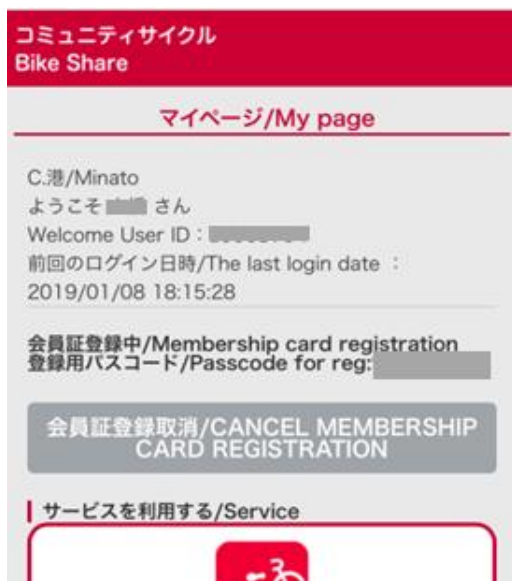 コミュニティサイクル
Bike Share
マイページ/My page
C.港/Minato
ようこそ さん
Welcome User ID：
前回のログイン日時/The last login date ：
2019/01/08 18:15:28
会員証登録中/Membership card registration
登録用パスコード/Passcode for reg:
会員証登録取消/CANCEL MEMBERSHIP
CARD REGISTRATION
サービスを利用する/Service